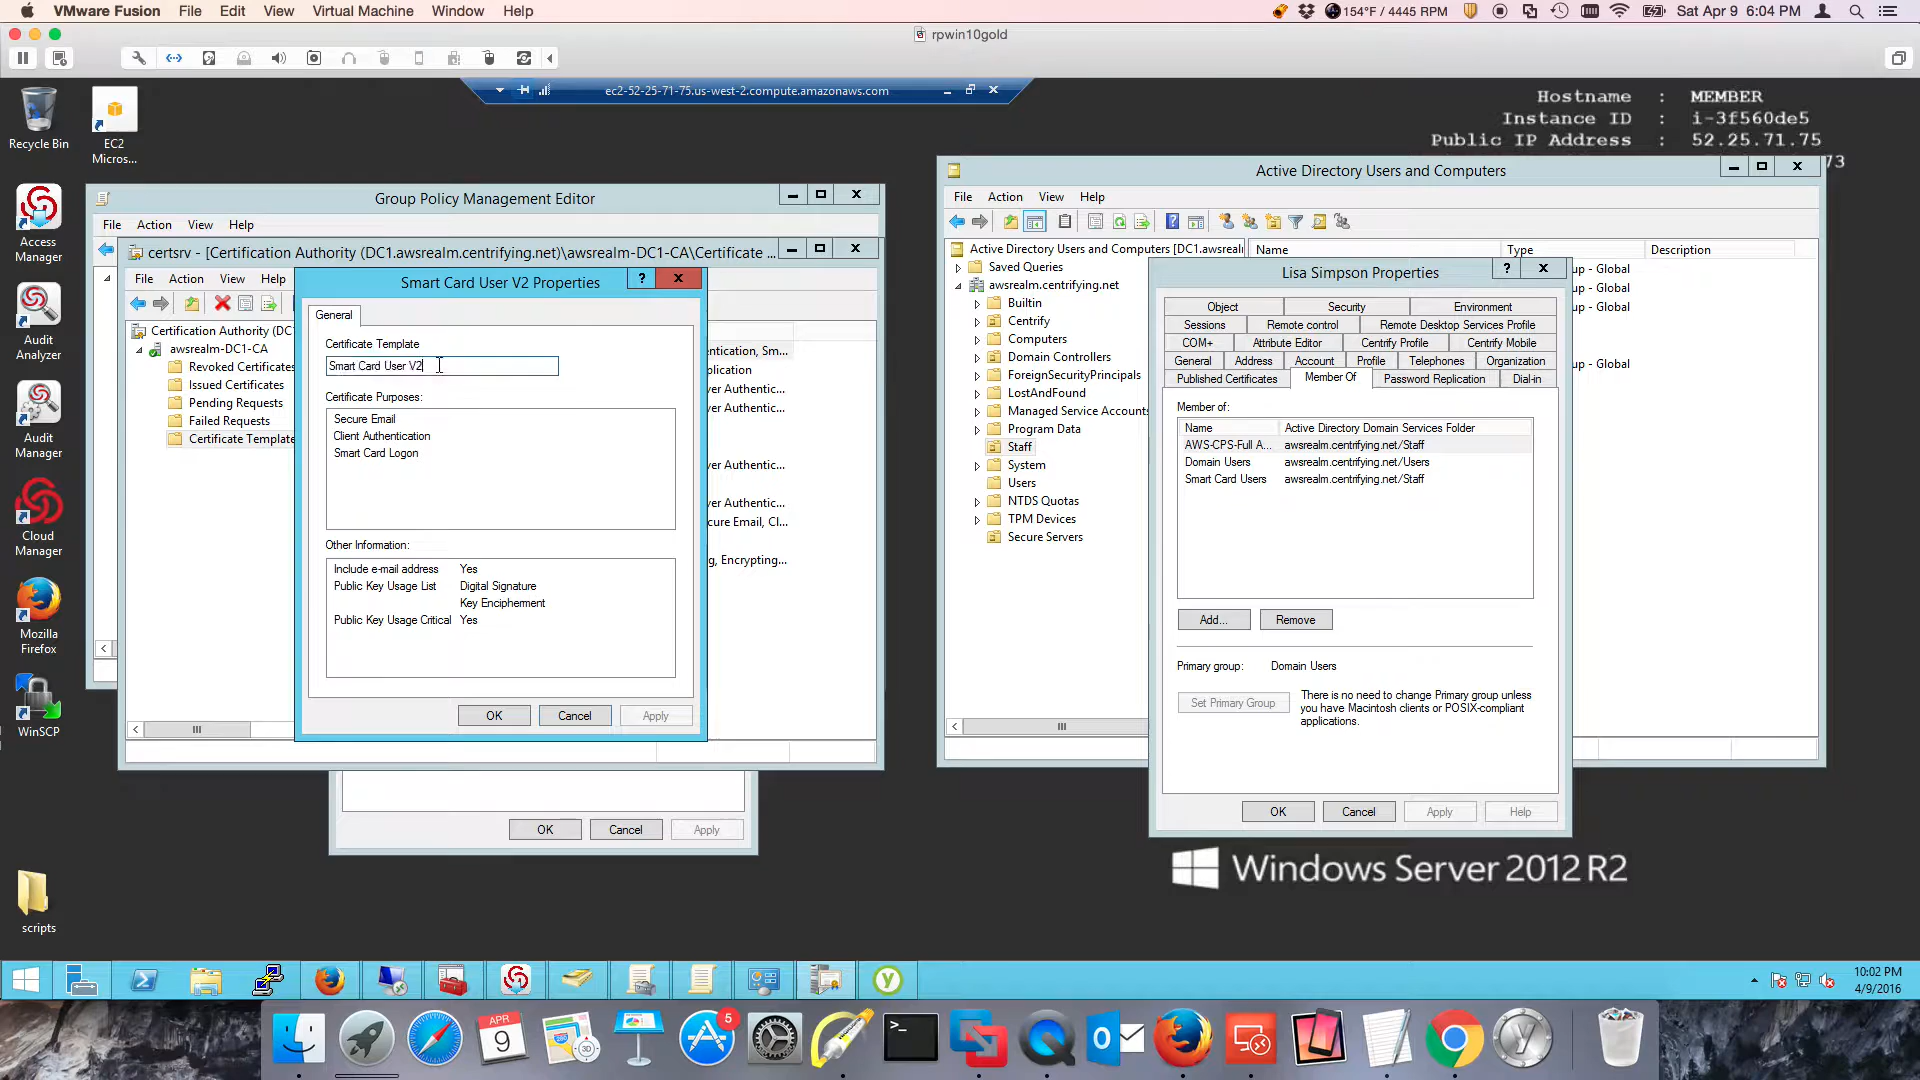 VMware Fusion File Edit View Virtual Machine Window Help
154°F / 4445 RPM Sat Apr 9 6:04 PM
rpwin10gold
ec2-52-25-71-75.us-west-2.compute.amazonaws.com
Hostname : MEMBER
Instance ID : i-3f560de5
Public IP Address : 52.25.71.75
73
Recycle Bin
EC2
Micros...
Access
Manager
Audit
Analyzer
Audit
Manager
Cloud
Manager
Mozilla
Firefox
WinSCP
scripts
Group Policy Management Editor
File Action View Help
certsrv - [Certification Authority (DC1.awsrealm.centrifying.net)\awsrealm-DC1-CA\Certificate ...
File Action View Help
Certification Authority (DC1
awsrealm-DC1-CA
Revoked Certificates
Issued Certificates
Pending Requests
Failed Requests
Certificate Template
entication, Sm...
plication
ver Authentic...
ver Authentic...
ver Authentic...
ver Authentic...
cure Email, Cl...
g, Encrypting...
Smart Card User V2 Properties
?
General
Certificate Template
Smart Card User V2
Certificate Purposes:
Secure Email
Client Authentication
Smart Card Logon
Other Information:
Include e-mail address Yes
Public Key Usage List Digital Signature
Key Encipherment
Public Key Usage Critical Yes
OK Cancel Apply
OK Cancel Apply
Active Directory Users and Computers
File Action View Help
Active Directory Users and Computers [DC1.awsreal
Saved Queries
awsrealm.centrifying.net
Builtin
Centrify
Computers
Domain Controllers
ForeignSecurityPrincipals
LostAndFound
Managed Service Accounts
Program Data
Staff
System
Users
NTDS Quotas
TPM Devices
Secure Servers
Name Type Description
up - Global
up - Global
up - Global
up - Global
Lisa Simpson Properties
?
Object Security Environment
Sessions Remote control Remote Desktop Services Profile
COM+ Attribute Editor Centrify Profile Centrify Mobile
General Address Account Profile Telephones Organization
Published Certificates Member Of Password Replication Dial-in
Member of:
Name Active Directory Domain Services Folder
AWS-CPS-Full A... awsrealm.centrifying.net/Staff
Domain Users awsrealm.centrifying.net/Users
Smart Card Users awsrealm.centrifying.net/Staff
Add... Remove
Primary group: Domain Users
Set Primary Group
There is no need to change Primary group unless
you have Macintosh clients or POSIX-compliant
applications.
OK Cancel Apply Help
Windows Server 2012 R2
10:02 PM
4/9/2016
APR
9
3D
5